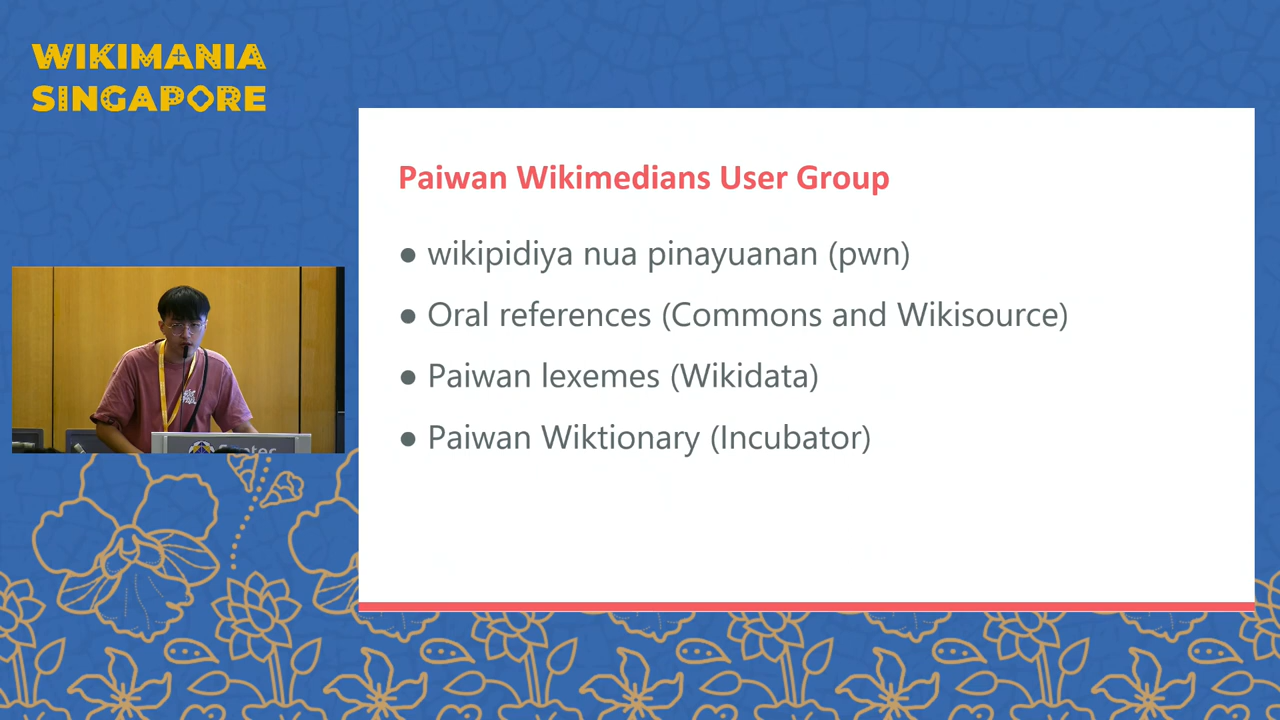 WIKIMANIA
SINGAPORE
Paiwan Wikimedians User Group
● wikipidiya nua pinayuanan (pwn)
● Oral references (Commons and Wikisource)
● Paiwan lexemes (Wikidata)
● Paiwan Wiktionary (Incubator)